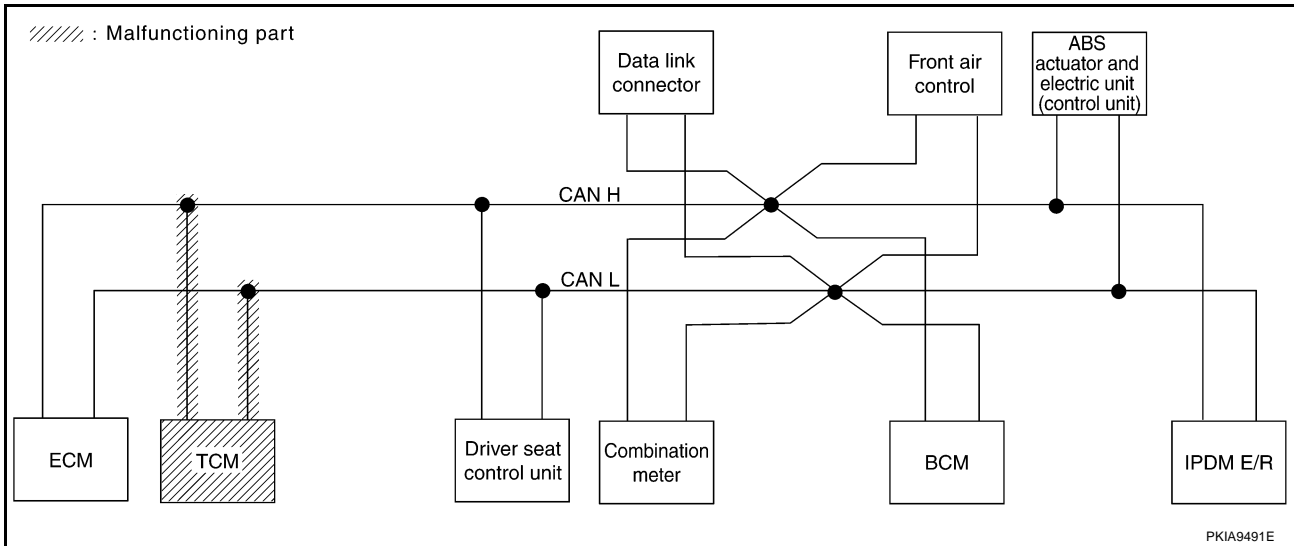 : Malfunctioning part
Data link
connector
Front air
control
ABS
actuator and
electric unit
(control unit)
CAN H
CAN L
ECM
TCM
Driver seat
control unit
Combination
meter
BCM
IPDM E/R
PKIA9491E